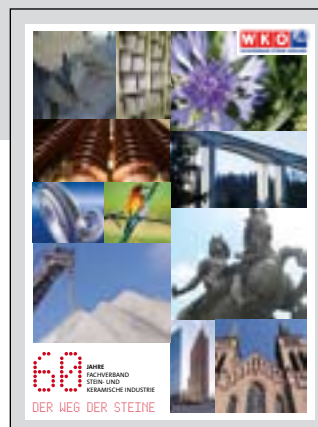 WKO
60
JAHRE
FACHVERBAND
STEIN- UND
KERAMISCHE INDUSTRIE
DER WEG DER STEINE